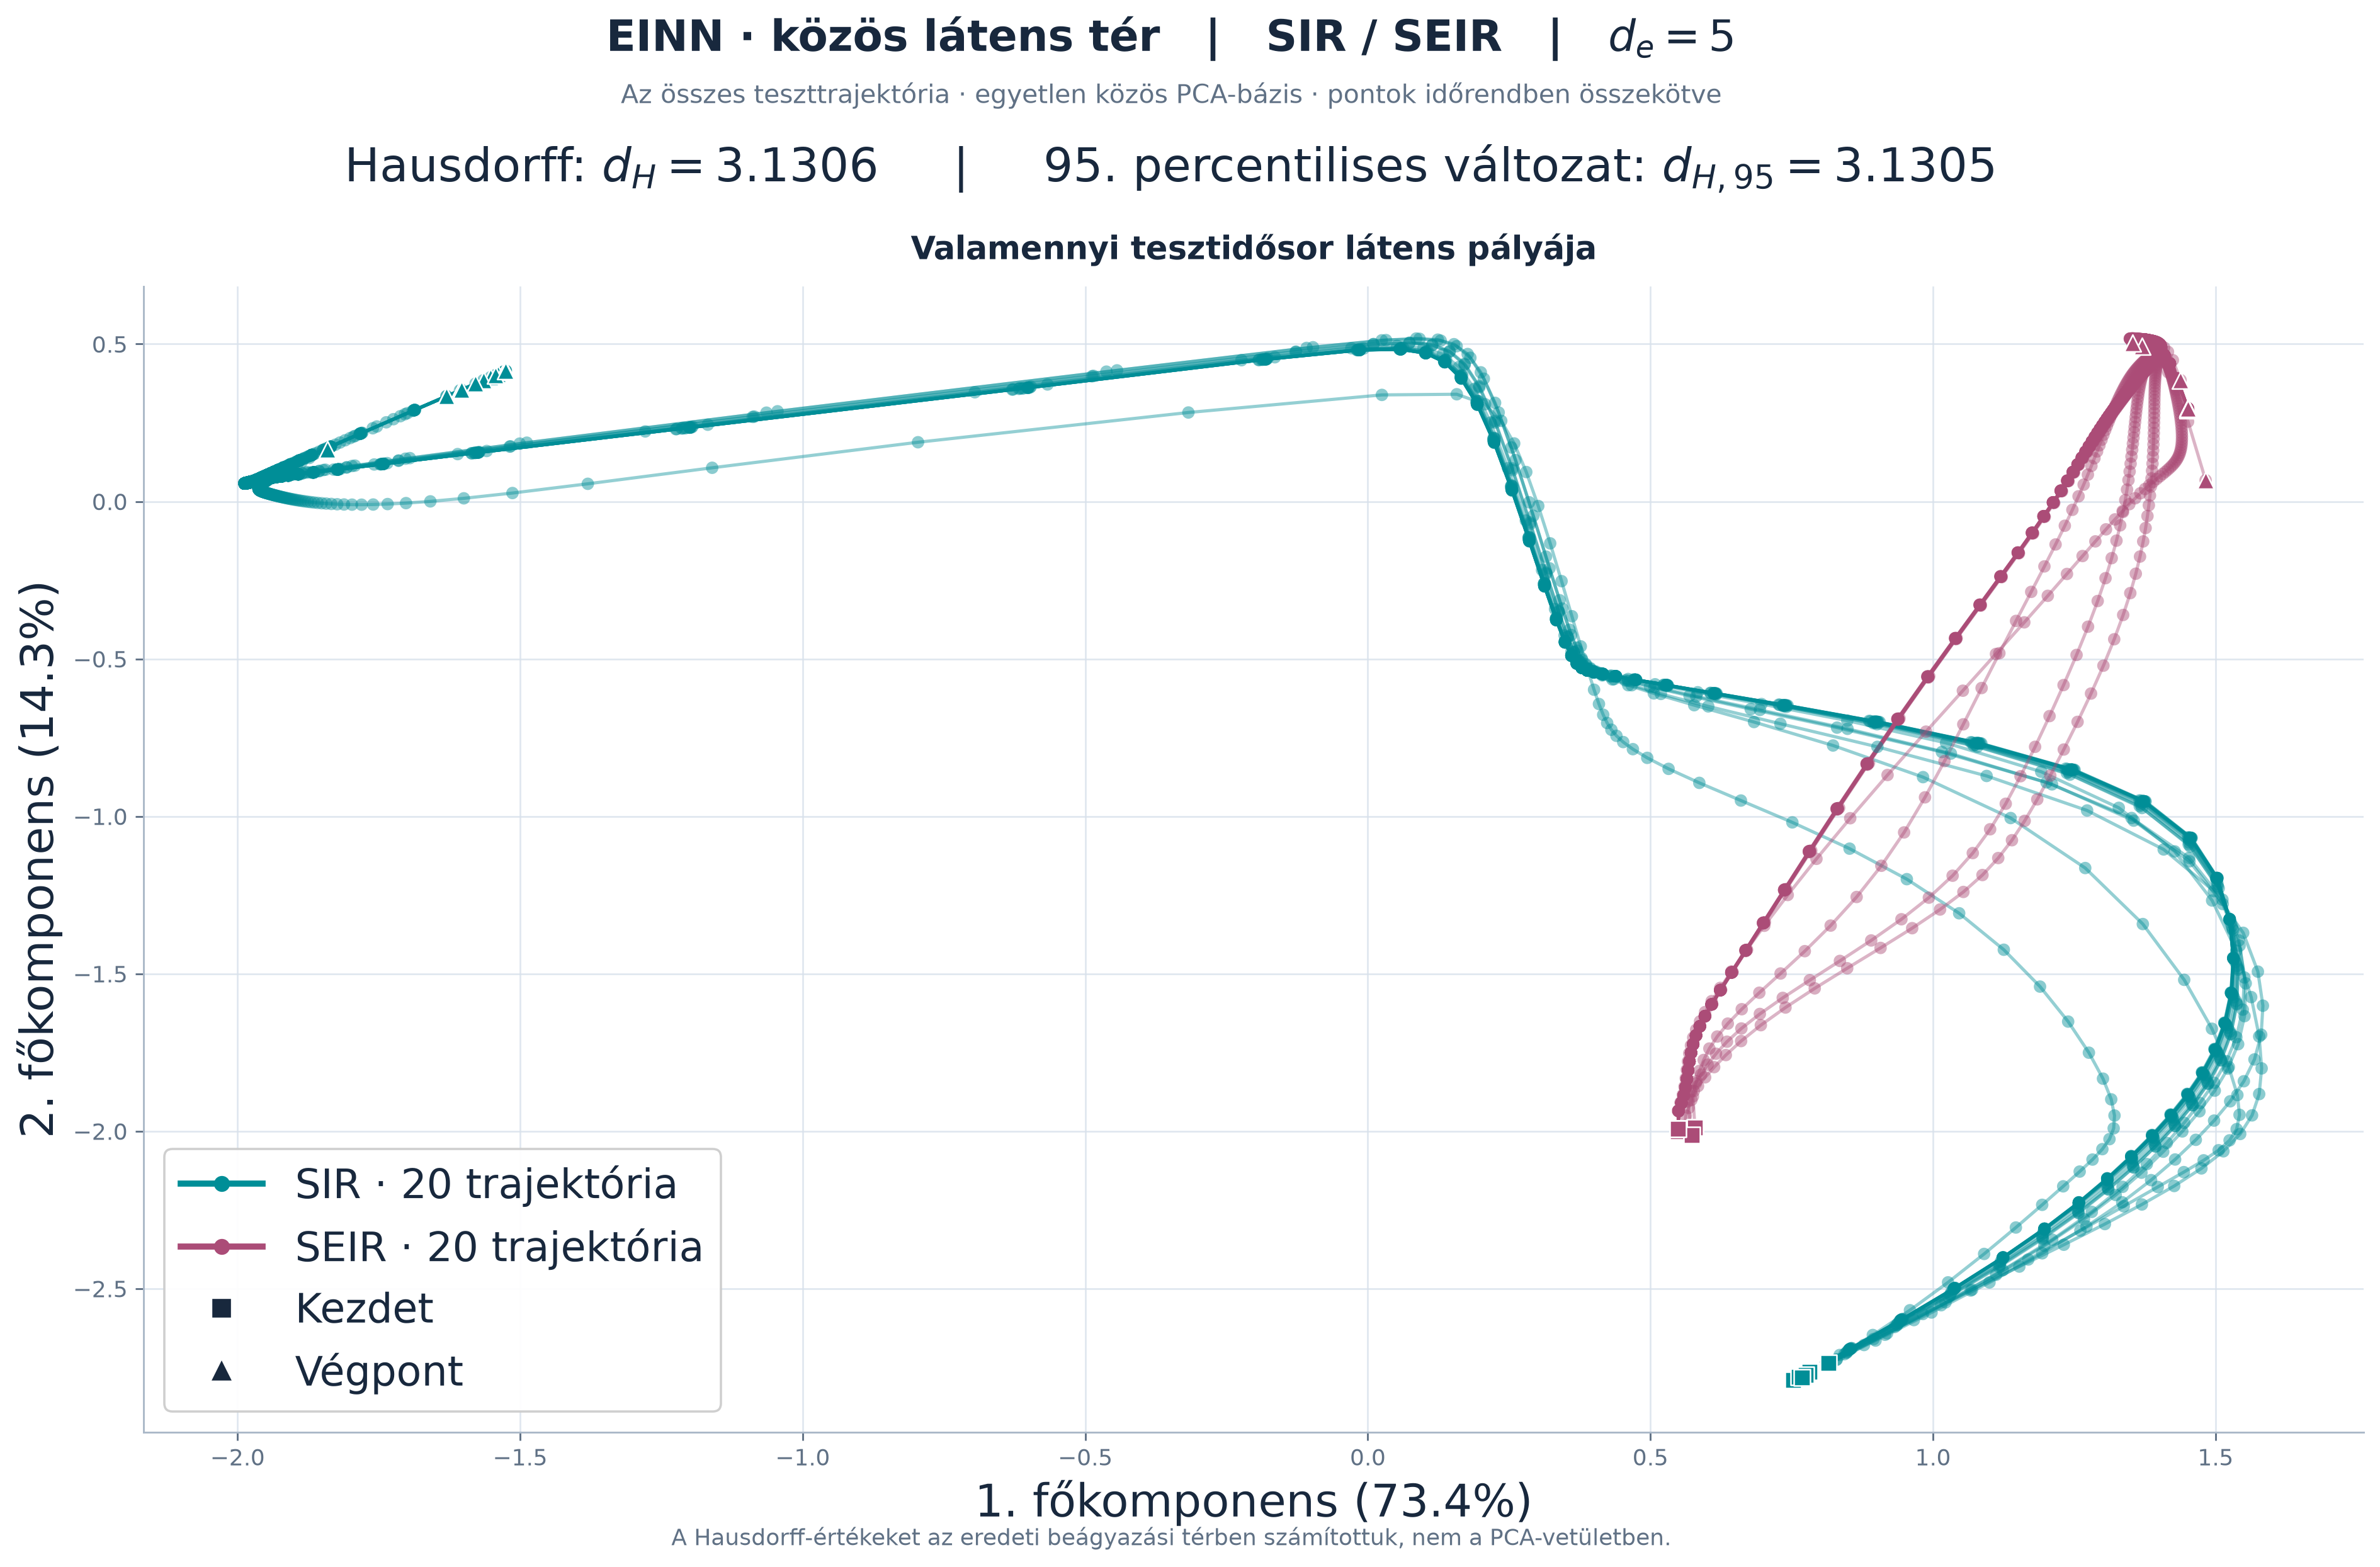 EINN · közös látens tér | SIR / SEIR | d_e = 5
Az összes teszttrajektória · egyetlen közös PCA-bázis · pontok időrendben összekötve
Hausdorff: d_H = 3.1306 | 95. percentilises változat: d_{H, 95} = 3.1305
Valamennyi tesztidősor látens pályája
2. főkomponens (14.3%)
0.5
0.0
−0.5
−1.0
−1.5
−2.0
−2.5
SIR · 20 trajektória
SEIR · 20 trajektória
Kezdet
Végpont
−2.0 −1.5 −1.0 −0.5 0.0 0.5 1.0 1.5
1. főkomponens (73.4%)
A Hausdorff-értékeket az eredeti beágyazási térben számítottuk, nem a PCA-vetületben.